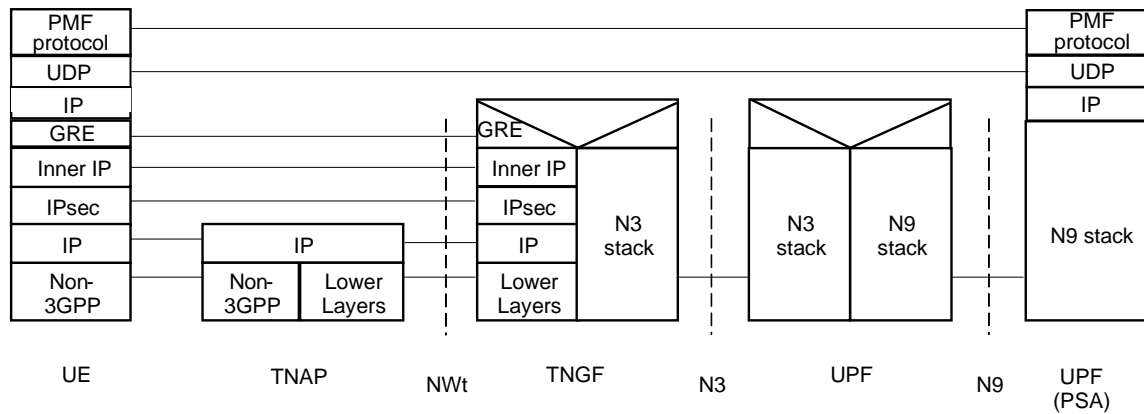 PMF
protocol
UDP
IP
GRE
Inner IP
IPsec
IP
Non-
3GPP
IP
Non-
3GPP
Lower
Layers
GRE
Inner IP
IPsec
IP
Lower
Layers
N3
stack
N3
stack
N9
stack
PMF
protocol
UDP
IP
N9 stack
UE
TNAP
NWt
TNGF
N3
UPF
N9
UPF
(PSA)